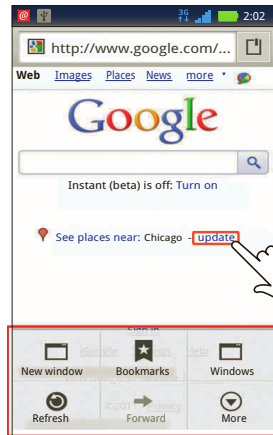 3G 2:02
http://www.google.com/...
Web Images Places News more
Google
Instant (beta) is off: Turn on
See places near: Chicago - update
Sign in
New window Bookmarks Windows
Refresh Forward More